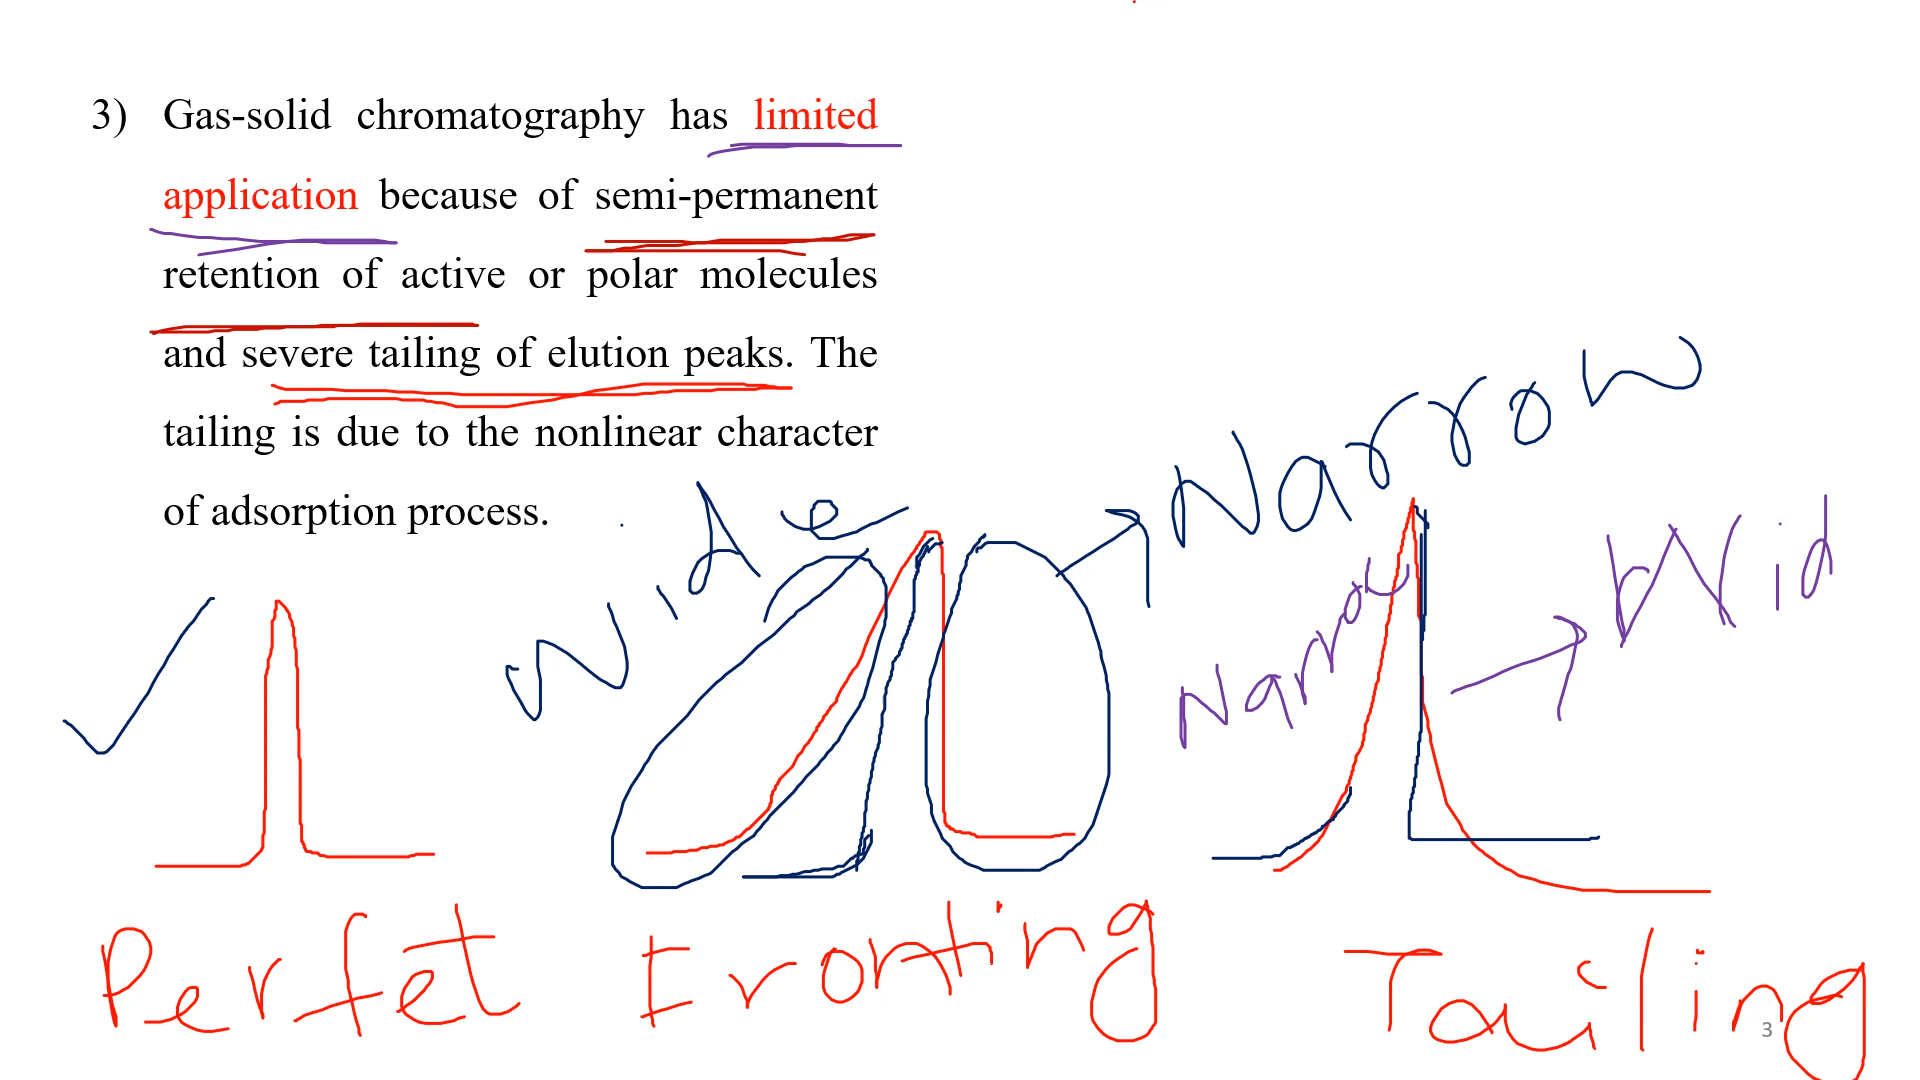 3) Gas-solid chromatography has limited
application because of semi-permanent
retention of active or polar molecules
and severe tailing of elution peaks. The
tailing is due to the nonlinear character
of adsorption process.
Wide
Narrow
Narrow
Wid
Perfet
Fronting
Tailing
3